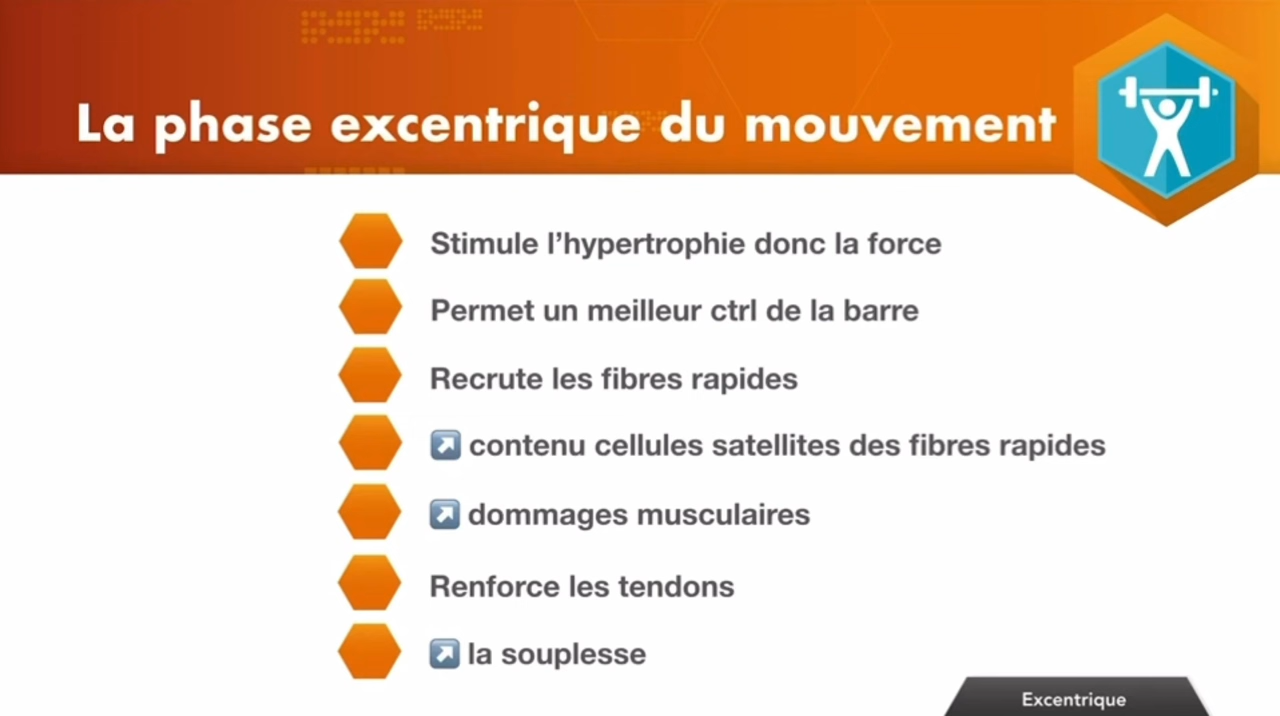 La phase excentrique du mouvement
Stimule l'hypertrophie donc la force
Permet un meilleur ctrl de la barre
Recrute les fibres rapides
↗ contenu cellules satellites des fibres rapides
↗ dommages musculaires
Renforce les tendons
↗ la souplesse
Excentrique